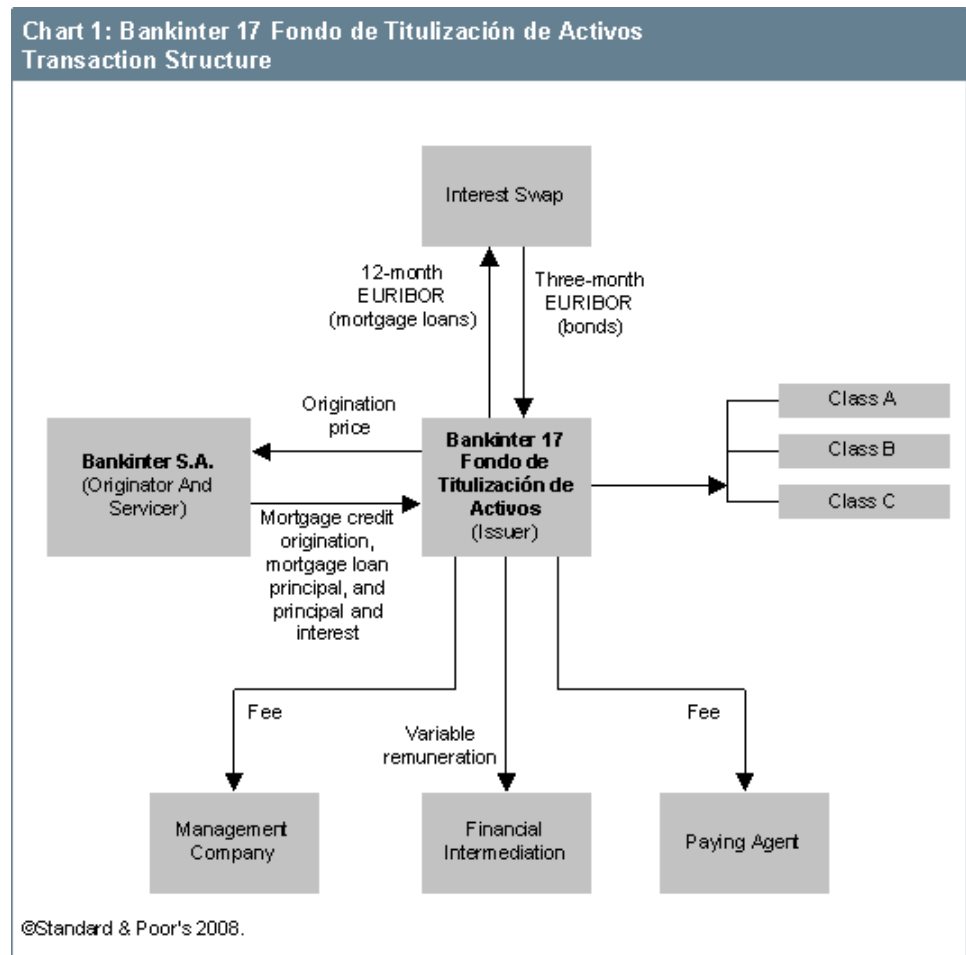 Chart 1: Bankinter 17 Fondo de Titulización de Activos
Transaction Structure
Interest Swap
12-month
EURIBOR
(mortgage loans)
Three-month
EURIBOR
(bonds)
Origination
price
Bankinter S.A.
(Originator And
Servicer)
Bankinter 17
Fondo de
Titulización de
Activos
(Issuer)
Class A
Class B
Class C
Mortgage credit
origination,
mortgage loan
principal, and
principal and
interest
Fee
Variable
remuneration
Fee
Management
Company
Financial
Intermediation
Paying Agent
©Standard & Poor's 2008.